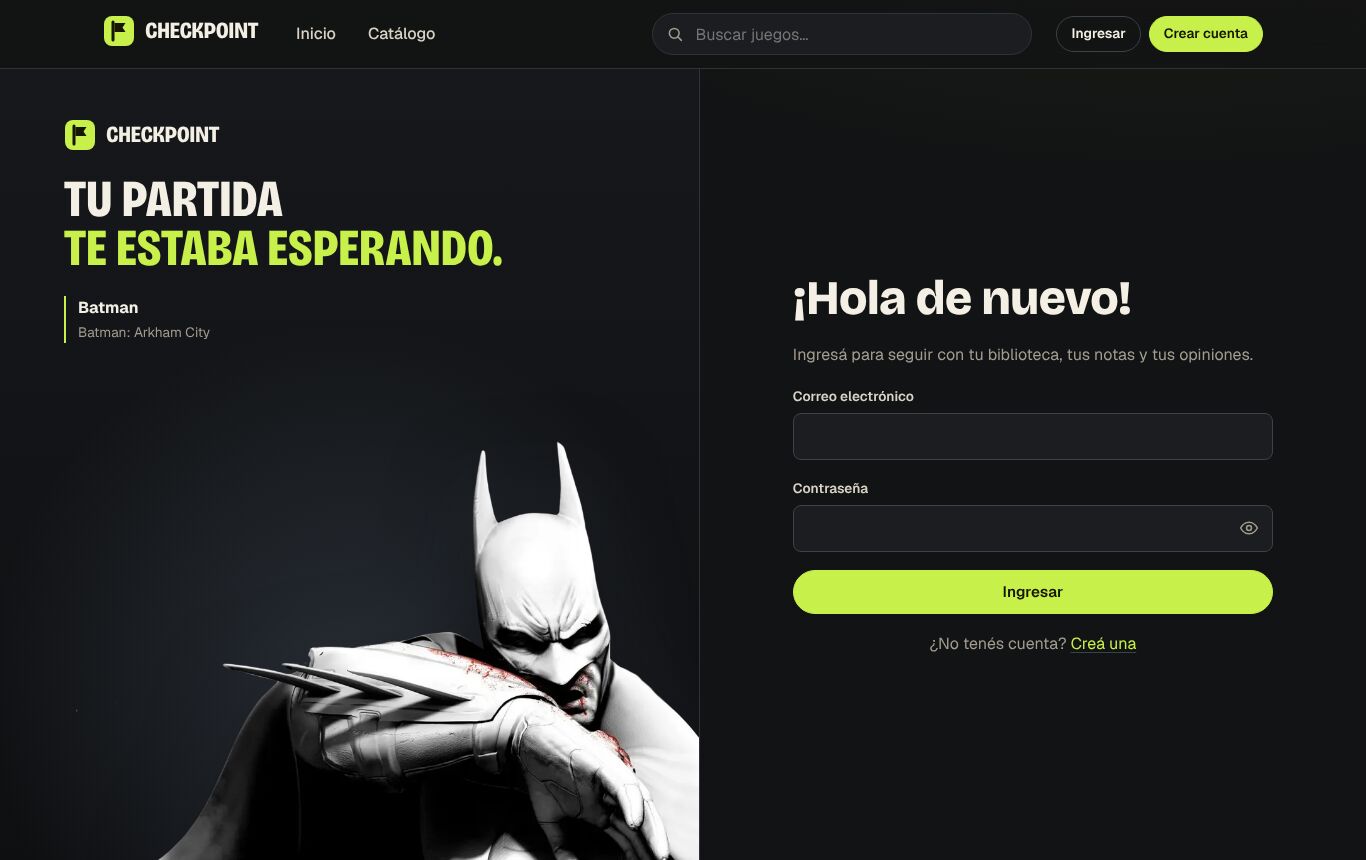 CHECKPOINT
Inicio
Catálogo
Buscar juegos...
Ingresar
Crear cuenta
CHECKPOINT
TU PARTIDA
TE ESTABA ESPERANDO.
Batman
Batman: Arkham City
¡Hola de nuevo!
Ingresá para seguir con tu biblioteca, tus notas y tus opiniones.
Correo electrónico
Contraseña
Ingresar
¿No tenés cuenta? Creá una